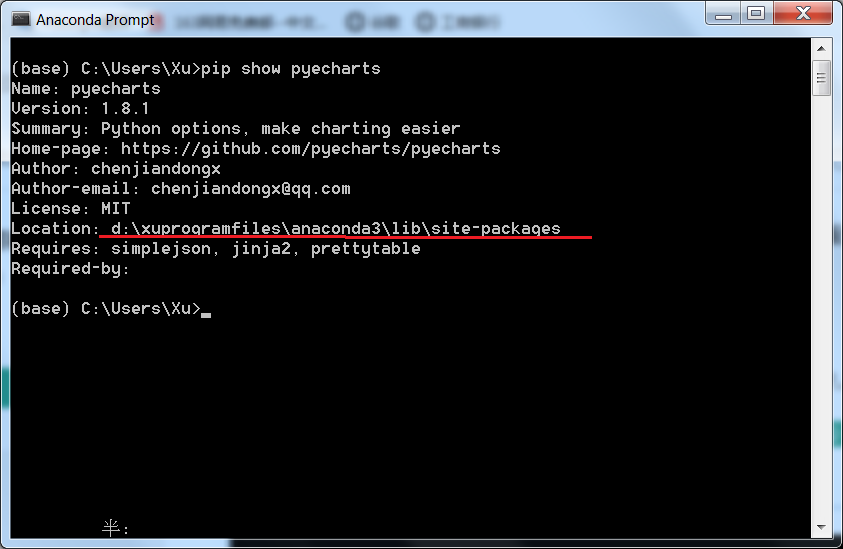 Anaconda Prompt
(base) C:\Users\Xu>pip show pyecharts
Name: pyecharts
Version: 1.8.1
Summary: Python options, make charting easier
Home-page: https://github.com/pyecharts/pyecharts
Author: chenjiandongx
Author-email: chenjiandongx@qq.com
License: MIT
Location: d:\xuprogramfiles\anaconda3\lib\site-packages
Requires: simplejson, jinja2, prettytable
Required-by:
(base) C:\Users\Xu>
半: